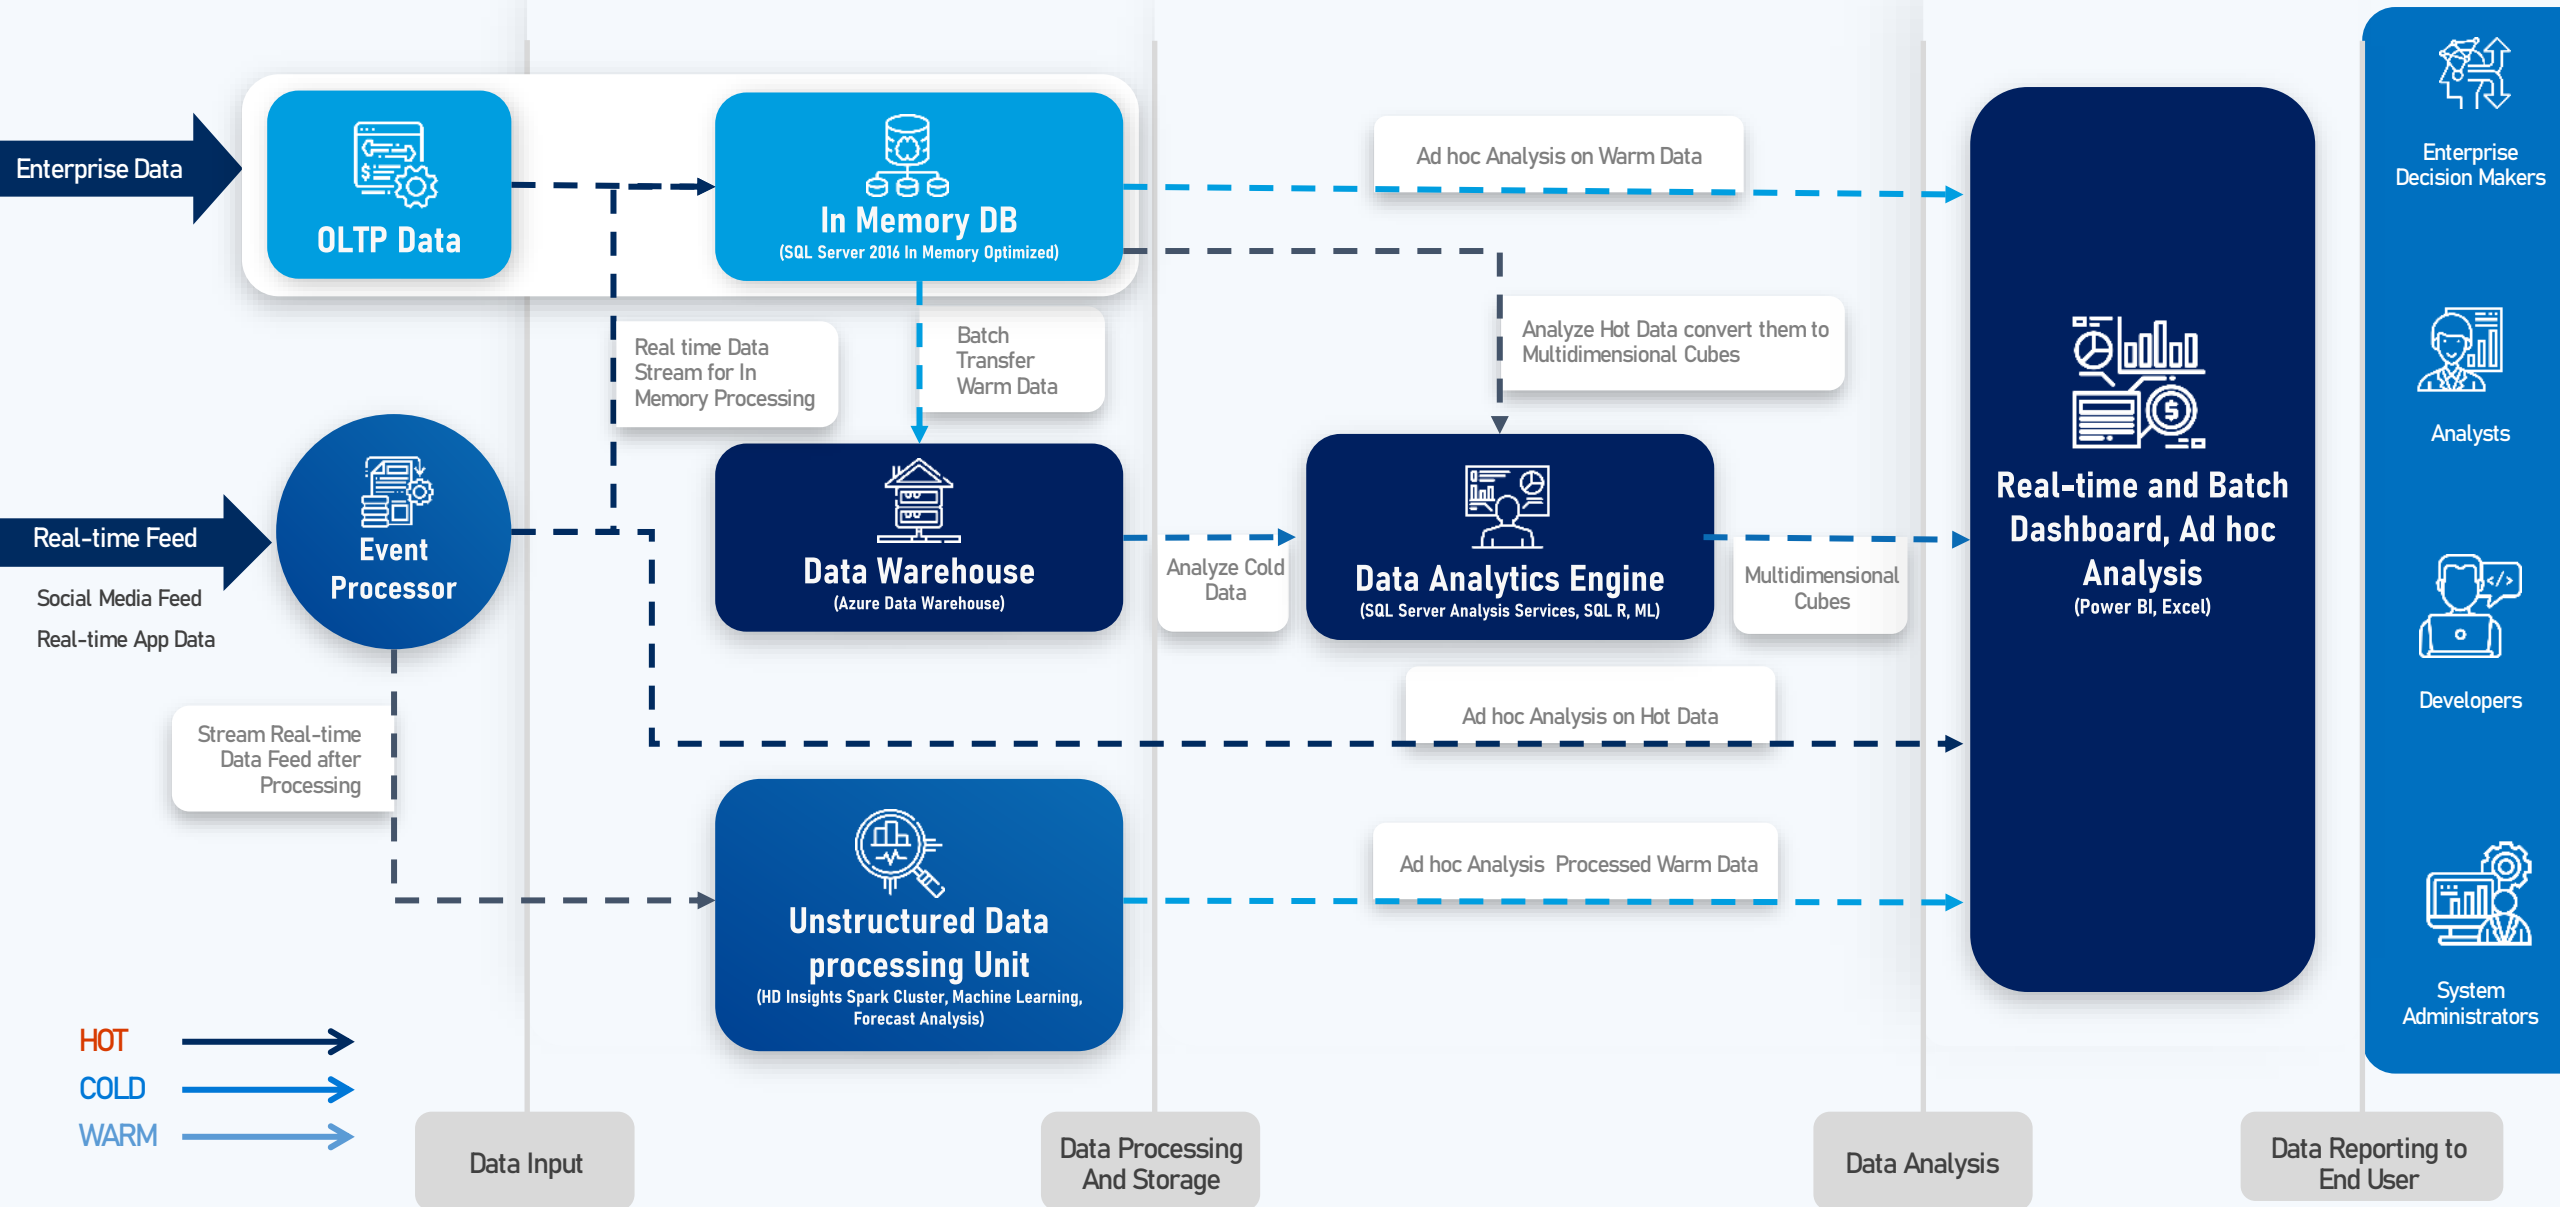 Enterprise Data
OLTP Data
In Memory DB
(SQL Server 2016 In Memory Optimized)
Ad hoc Analysis on Warm Data
Enterprise
Decision Makers
Real time Data
Stream for In
Memory Processing
Batch
Transfer
Warm Data
Analyze Hot Data convert them to
Multidimensional Cubes
Analysts
Real-time Feed
Social Media Feed
Real-time App Data
Event
Processor
Data Warehouse
(Azure Data Warehouse)
Analyze Cold
Data
Data Analytics Engine
(SQL Server Analysis Services, SQL R, ML)
Multidimensional
Cubes
Real-time and Batch
Dashboard, Ad hoc
Analysis
(Power BI, Excel)
Developers
Stream Real-time
Data Feed after
Processing
Ad hoc Analysis on Hot Data
Unstructured Data
processing Unit
(HD Insights Spark Cluster, Machine Learning,
Forecast Analysis)
Ad hoc Analysis  Processed Warm Data
System
Administrators
HOT
COLD
WARM
Data Input
Data Processing
And Storage
Data Analysis
Data Reporting to
End User